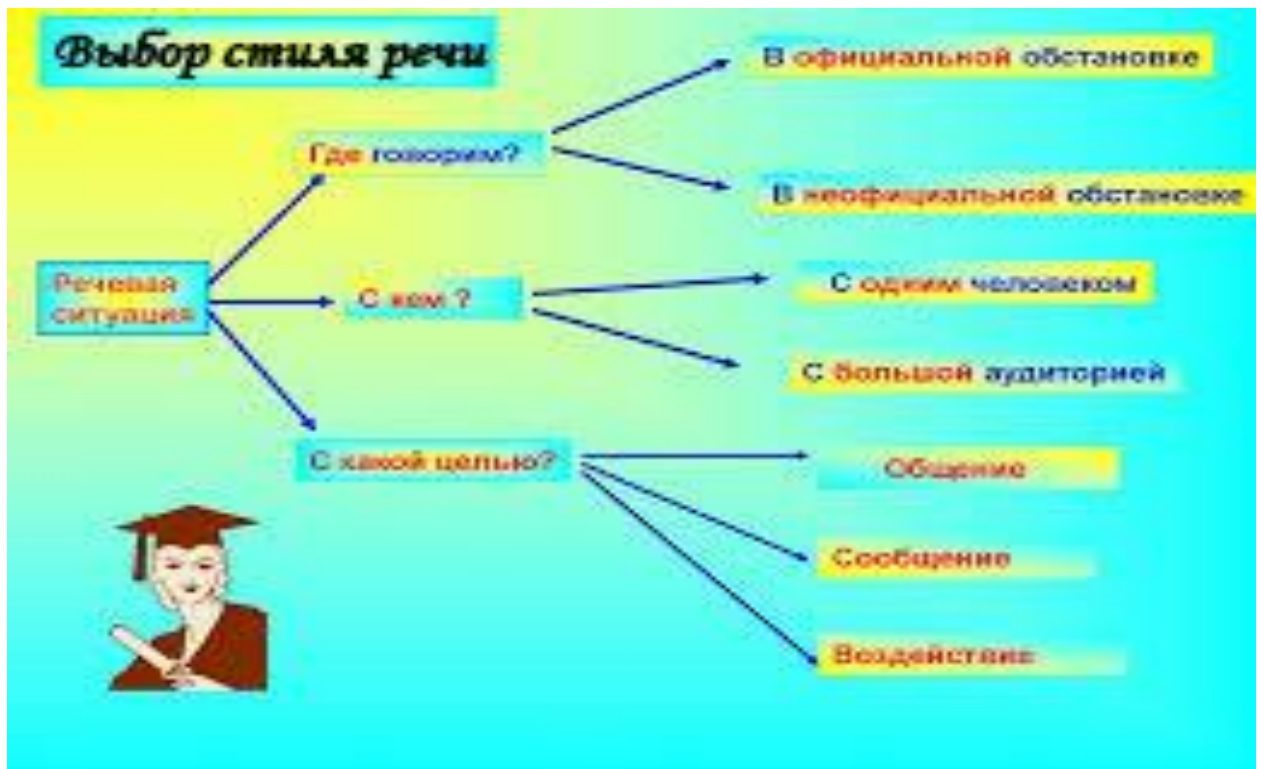 Выбор стиля речи
В официальной обстановке
Где говорим?
В неофициальной обстановке
Речевая
ситуация
С кем ?
С одним человеком
С большой аудиторией
С какой целью?
Общение
Сообщение
Воздействие